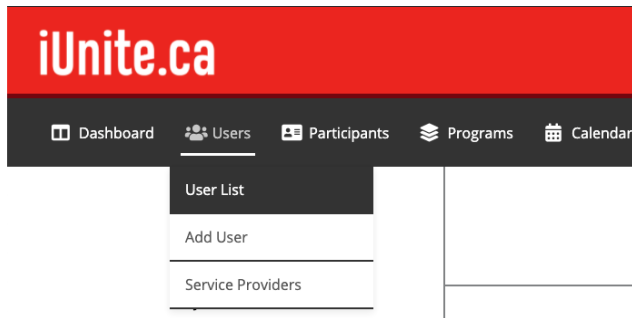 iUnite.ca
Dashboard Users Participants Programs Calendar
User List
Add User
Service Providers